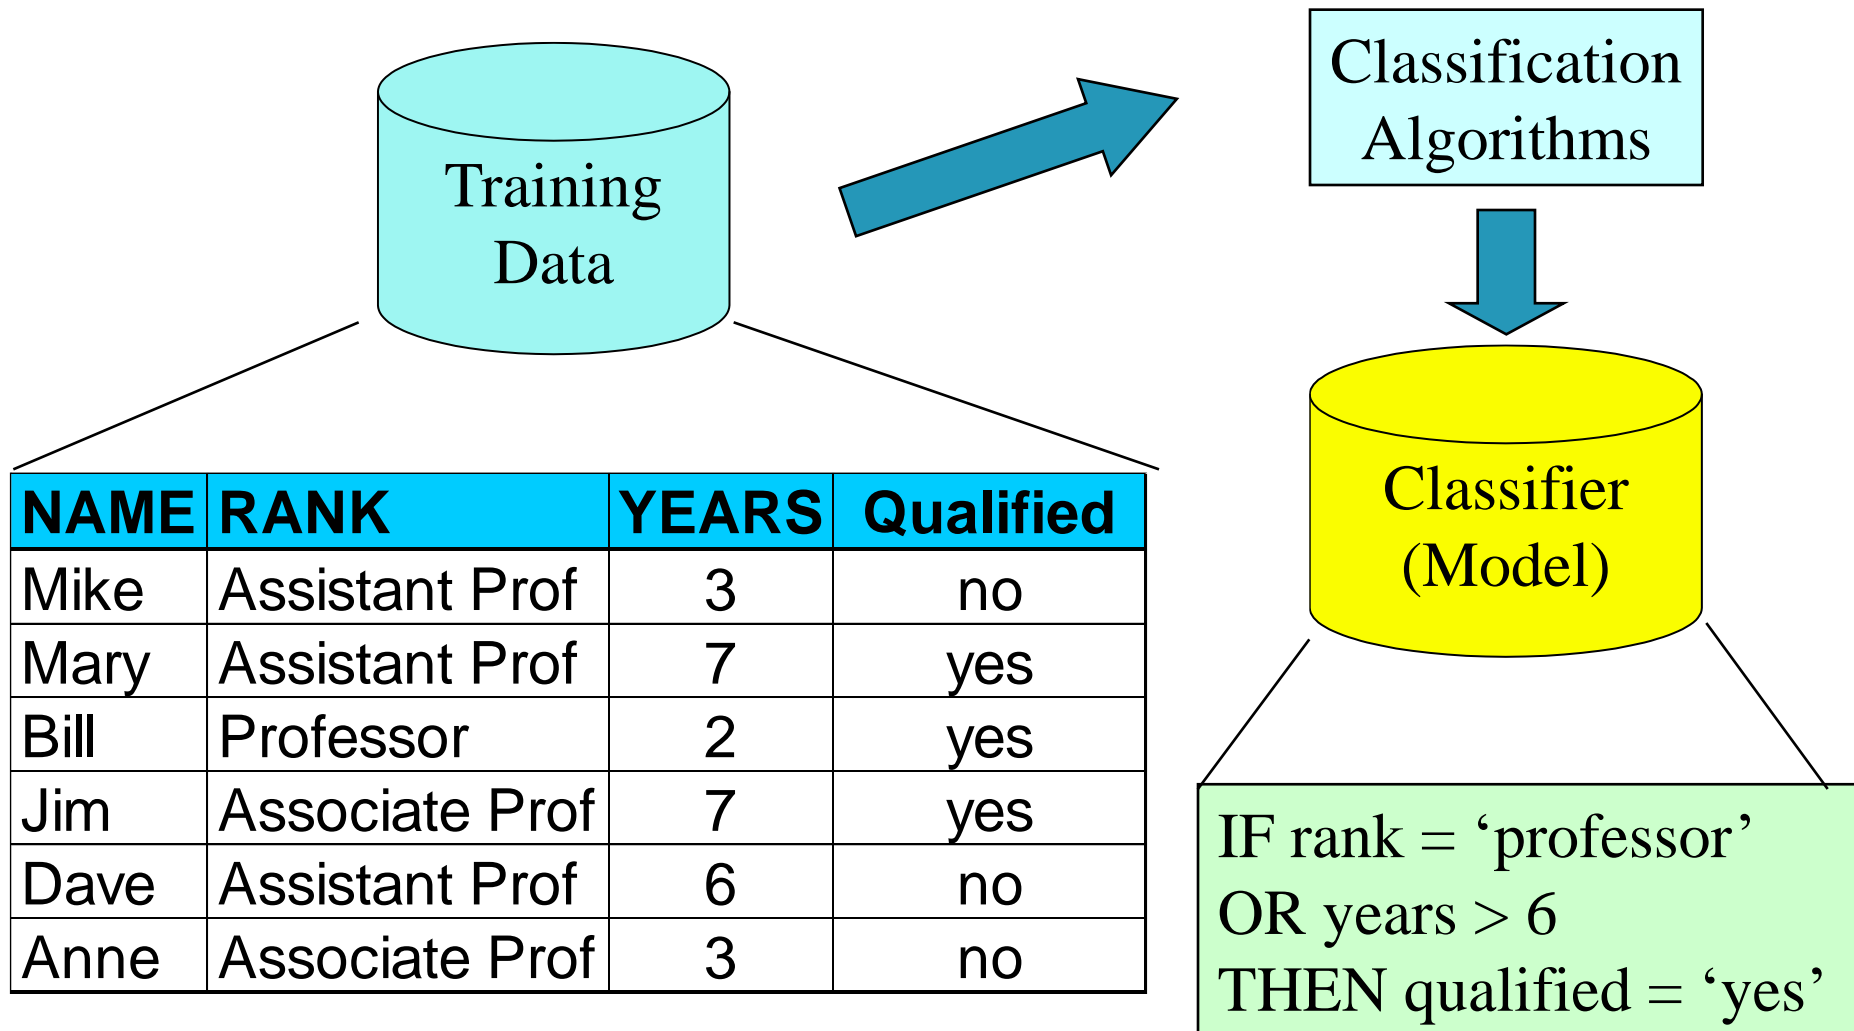 Training
Data
Classification
Algorithms
NAME RANK YEARS Qualified
Mike Assistant Prof 3 no
Mary Assistant Prof 7 yes
Bill Professor 2 yes
Jim Associate Prof 7 yes
Dave Assistant Prof 6 no
Anne Associate Prof 3 no
Classifier
(Model)
IF rank = ‘professor’
OR years > 6
THEN qualified = ‘yes’